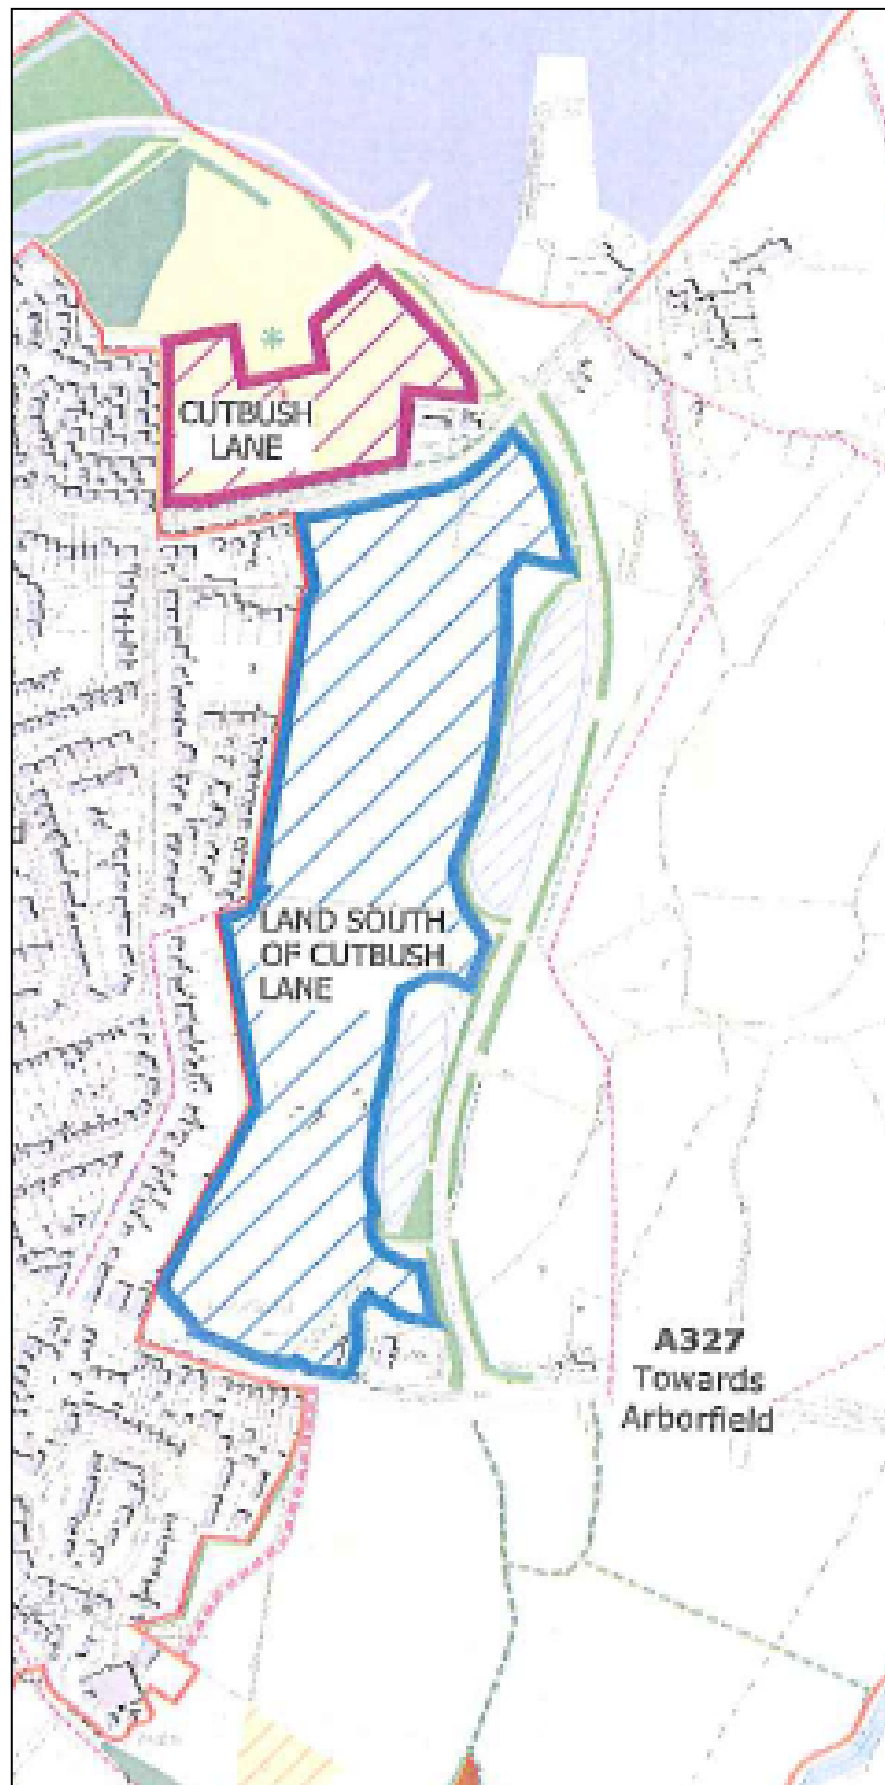 CUTBUSH
LANE
LAND SOUTH
OF CUTBUSH
LANE
A327
Towards
Arborfield